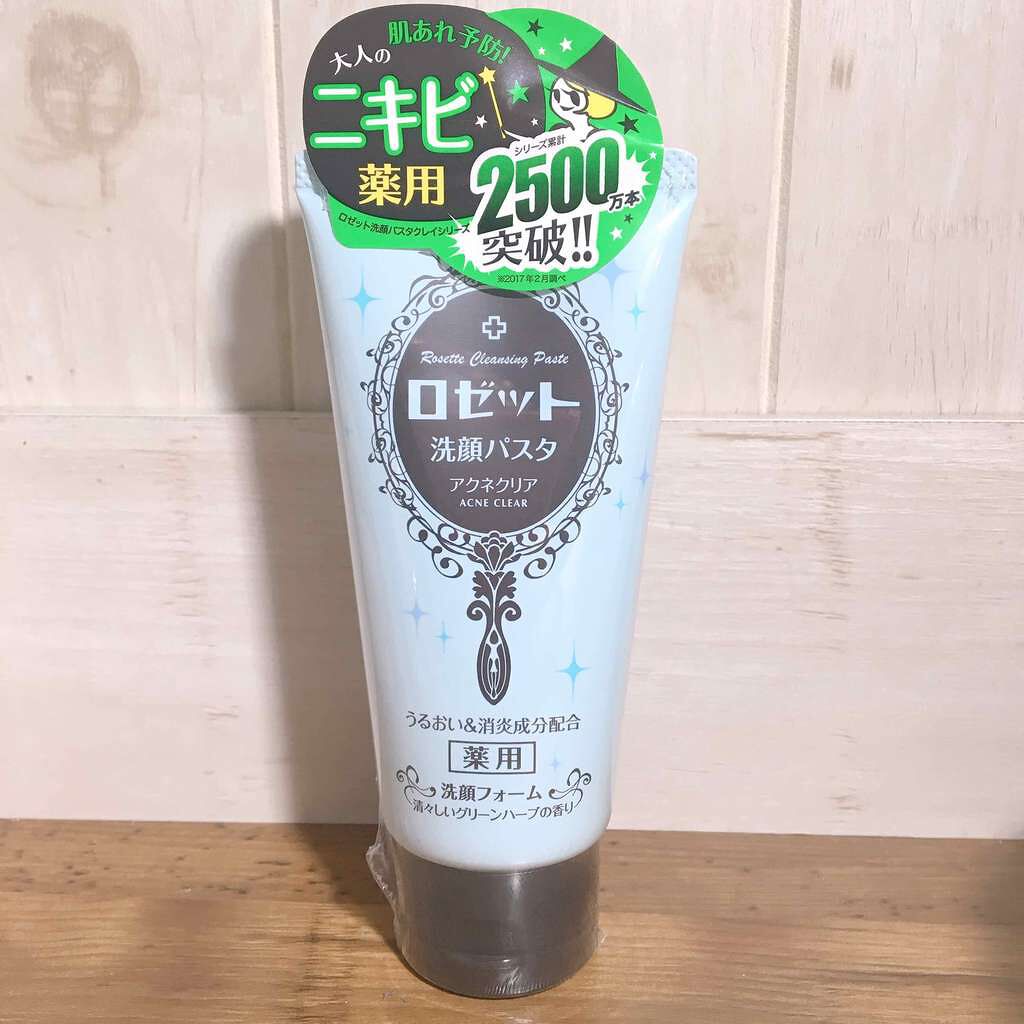 肌あれ予防!
大人の
ニキビ
薬用
ロゼット洗顔パスタクレイシリーズ
シリーズ累計
2500万本
突破!!
※2017年2月調べ
Rosette Cleansing Paste
ロゼット
洗顔パスタ
アクネクリア
ACNE CLEAR
うるおい&消炎成分配合
薬用
洗顔フォーム
清々しいグリーンハーブの香り